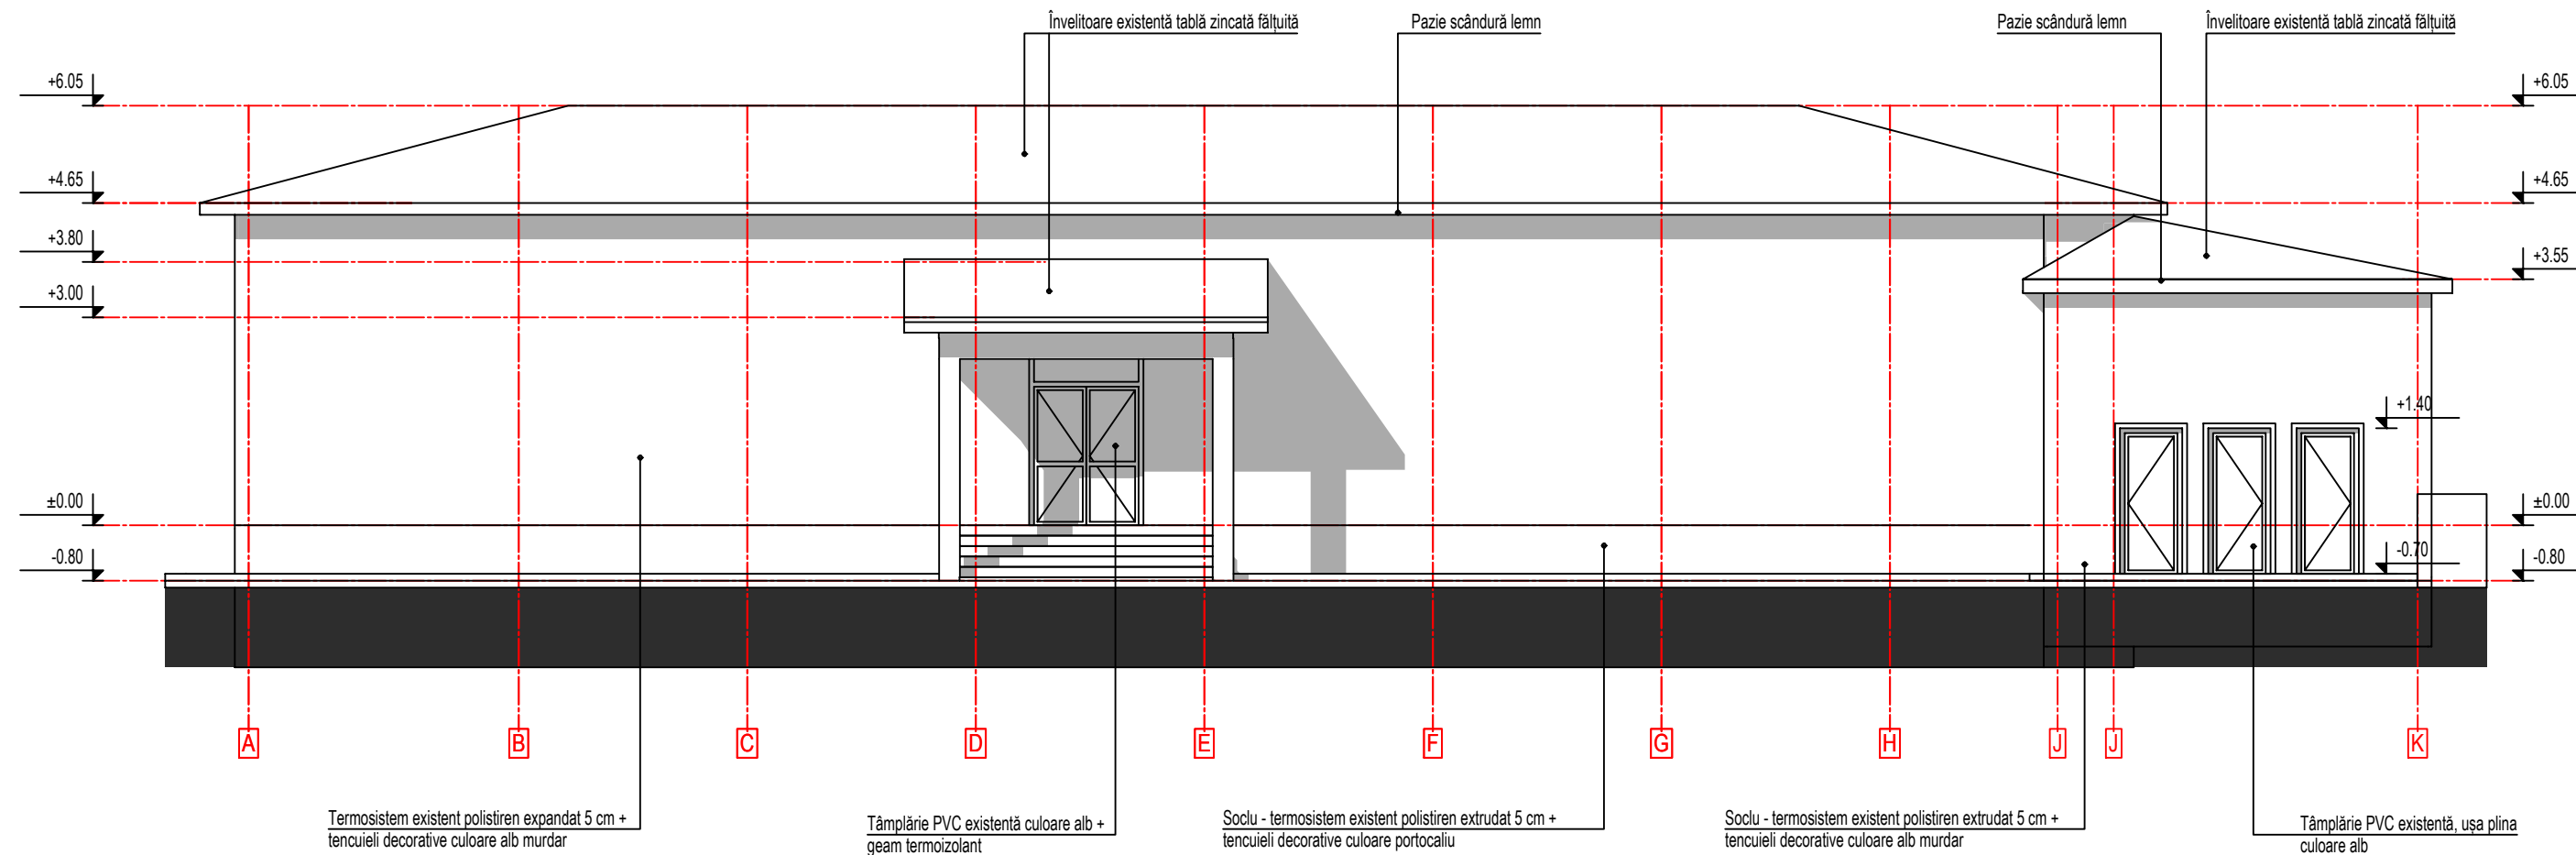 Învelitoare existentă tablă zincată fălțuită
Pazie scândură lemn
Pazie scândură lemn
Învelitoare existentă tablă zincată fălțuită
+6.05
+6.05
+4.65
+4.65
+3.80
+3.55
+3.00
+1.40
±0.00
±0.00
-0.70
-0.80
-0.80
A
B
C
D
E
F
G
H
J
J
K
Termosistem existent polistiren expandat 5 cm +
tencuieli decorative culoare alb murdar
Tâmplărie PVC existentă culoare alb +
geam termoizolant
Soclu - termosistem existent polistiren extrudat 5 cm +
tencuieli decorative culoare portocaliu
Soclu - termosistem existent polistiren extrudat 5 cm +
tencuieli decorative culoare alb murdar
Tâmplărie PVC existentă, ușa plina
culoare alb